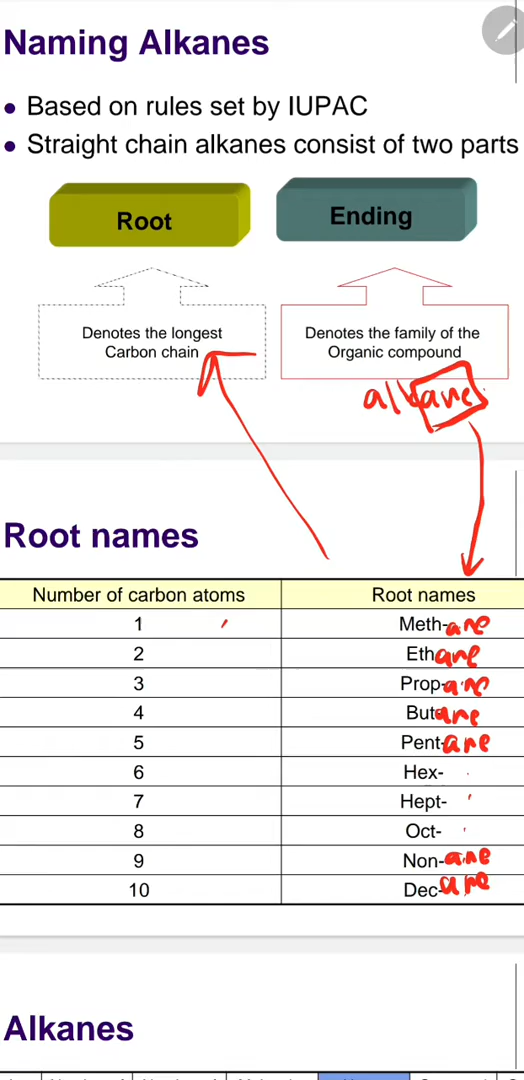 Naming Alkanes
• Based on rules set by IUPAC
• Straight chain alkanes consist of two parts
Root
Ending
Denotes the longest
Carbon chain
Denotes the family of the
Organic compound
alkane
Root names
Number of carbon atoms Root names
1 Meth-ane
2 Ethane
3 Prop-ane
4 Butane
5 Pent-ane
6 Hex-
7 Hept-
8 Oct-
9 Non-ane
10 Dec-ane
Alkanes